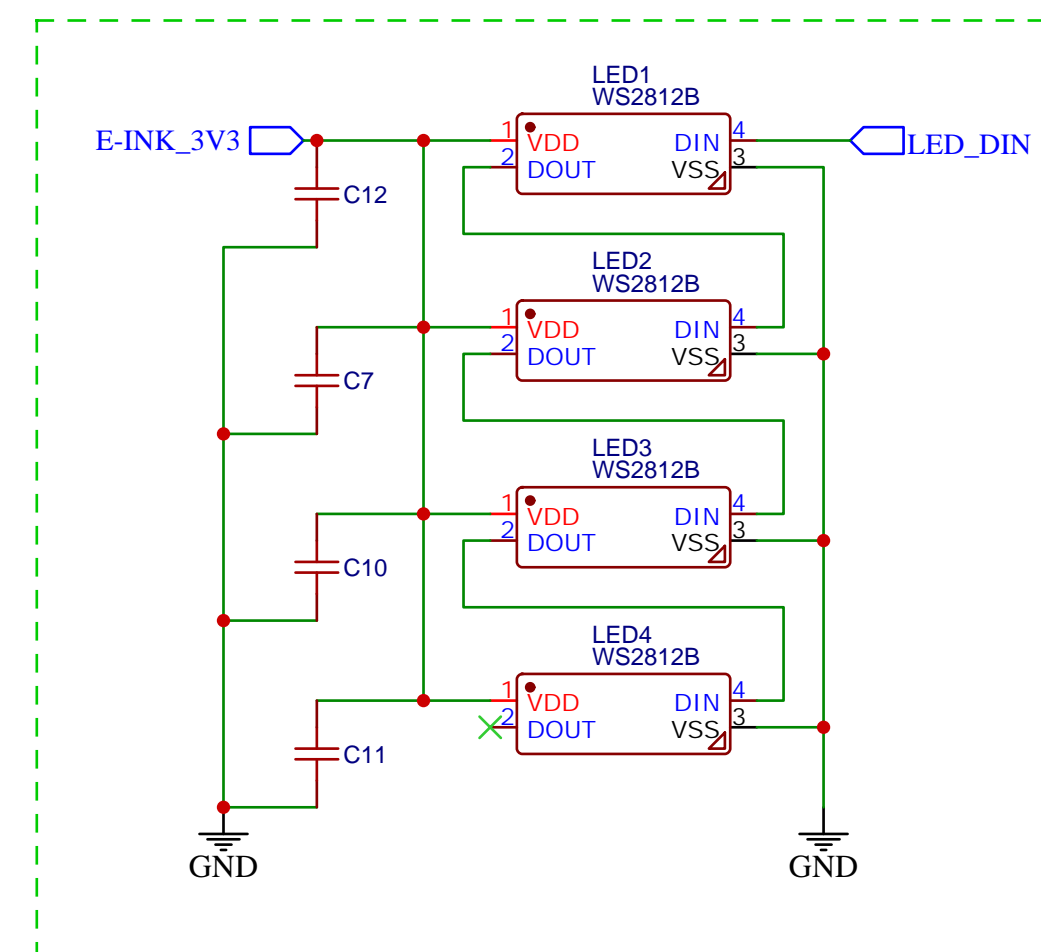 LED1
WS2812B
E-INK_3V3
1
VDD
DIN
4
LED_DIN
2
DOUT
VSS
3
C12
LED2
WS2812B
1
VDD
DIN
4
2
DOUT
VSS
3
C7
LED3
WS2812B
1
VDD
DIN
4
2
DOUT
VSS
3
C10
LED4
WS2812B
1
VDD
DIN
4
2
DOUT
VSS
3
C11
GND
GND